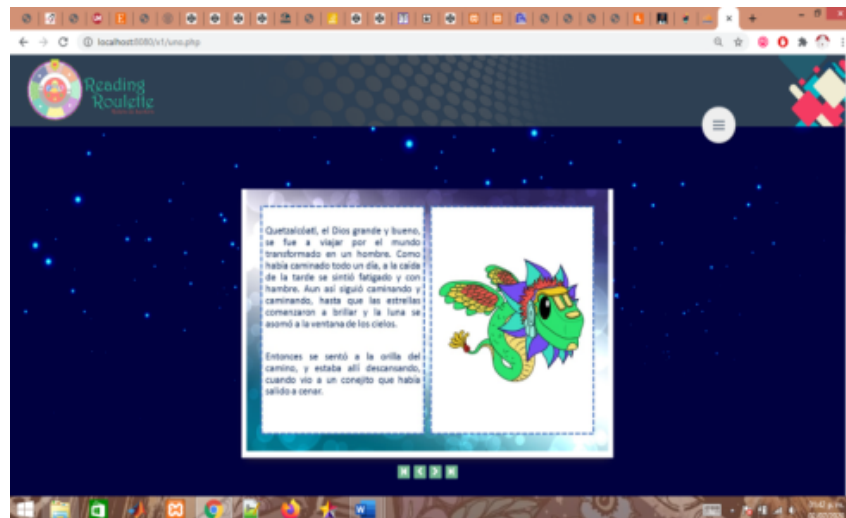 localhost:8080/v1/uno.php
Reading
Roulette
Quetzalcóatl, el Dios grande y bueno,
se fue a viajar por el mundo
transformado en un hombre. Como
había caminado todo un día, a la caída
de la tarde se sintió fatigado y con
hambre. Aun así siguió caminando y
caminando, hasta que las estrellas
comenzaron a brillar y la luna se
asomó a la ventana de los cielos.
Entonces se sentó a la orilla del
camino, y estaba allí descansando,
cuando vio a un conejito que había
salido a cenar.